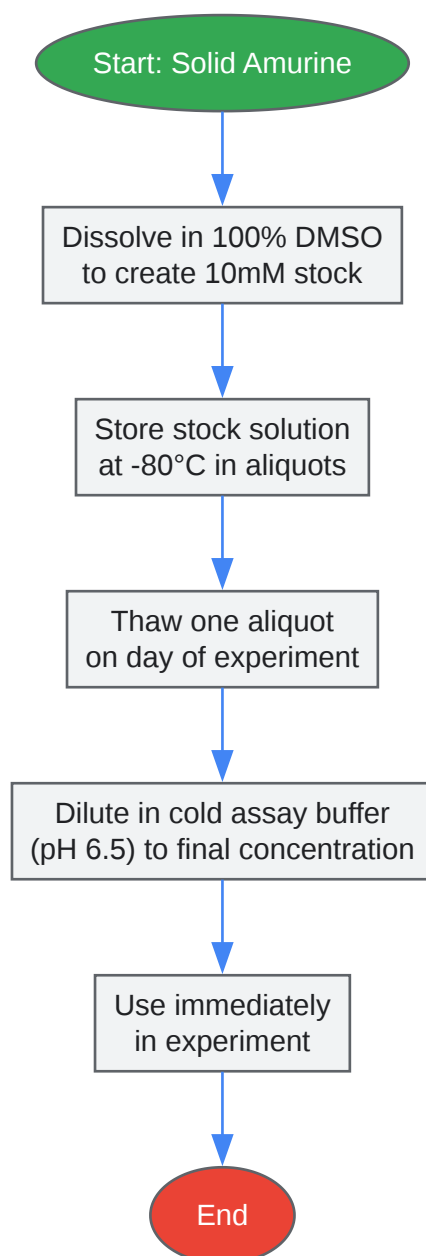 Start: Solid Amurine
Dissolve in 100% DMSO
to create 10mM stock
Store stock solution
at -80°C in aliquots
Thaw one aliquot
on day of experiment
Dilute in cold assay buffer
(pH 6.5) to final concentration
Use immediately
in experiment
End